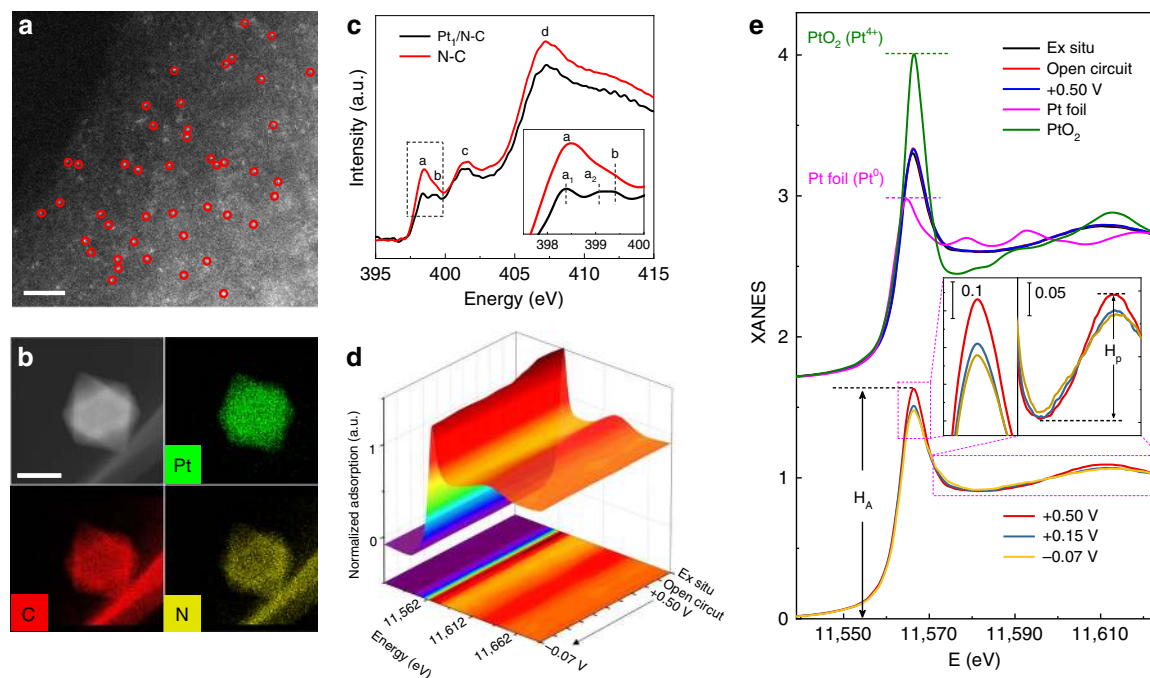 a
b
Pt
C
N
c
Pt₁/N-C
N-C
a
b
c
d
a
b
a₁
a₂
398
399
400
395
400
405
410
415
Intensity (a.u.)
Energy (eV)
d
Normalized adsorption (a.u.)
1
0
11,562
11,612
11,662
Energy (eV)
Ex situ
Open circut
+0.50 V
–0.07 V
e
PtO₂ (Pt⁴⁺)
Pt foil (Pt⁰)
Ex situ
Open circuit
+0.50 V
Pt foil
PtO₂
4
3
2
1
0
XANES
0.1
0.05
Hₚ
H_A
+0.50 V
+0.15 V
–0.07 V
11,550
11,570
11,590
11,610
E (eV)